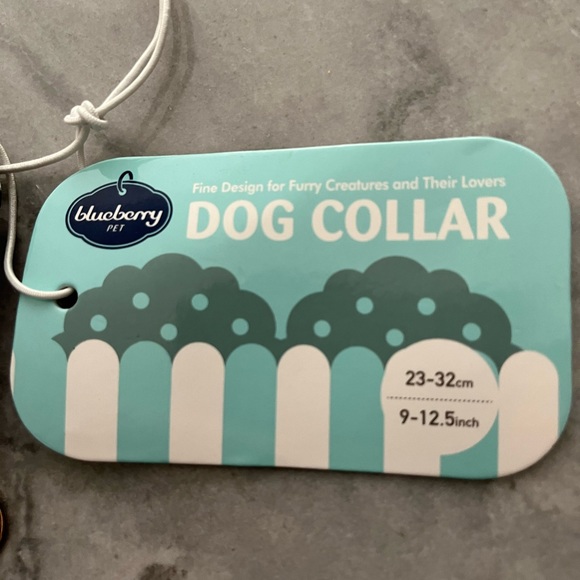 blueberry
PET
Fine Design for Furry Creatures and Their Lovers
DOG COLLAR
23-32cm
9-12.5inch